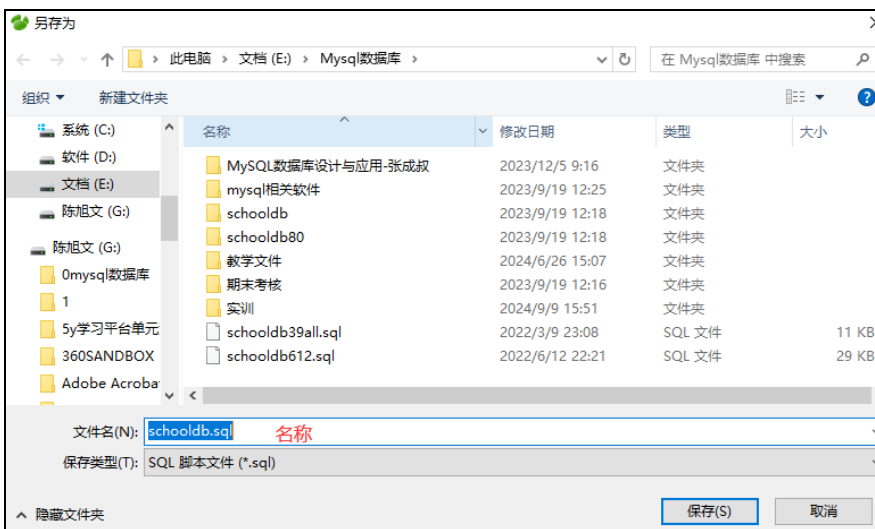 另存为
此电脑 > 文档 (E:) > Mysql数据库 >
在 Mysql数据库 中搜索
组织 新建文件夹
系统 (C:)
软件 (D:)
文档 (E:)
陈旭文 (G:)
陈旭文 (G:)
0mysql数据库
1
5y学习平台单元
360SANDBOX
Adobe Acroba
名称 修改日期 类型 大小
MySQL数据库设计与应用-张成叔 2023/12/5 9:16 文件夹
mysql相关软件 2023/9/19 12:25 文件夹
schooldb 2023/9/19 12:18 文件夹
schooldb80 2023/9/19 12:18 文件夹
教学文件 2024/6/26 15:07 文件夹
期末考核 2023/9/19 12:16 文件夹
实训 2024/9/9 15:51 文件夹
schooldb39all.sql 2022/3/9 23:08 SQL 文件 11 KB
schooldb612.sql 2022/6/12 22:21 SQL 文件 29 KB
文件名(N): schooldb.sql 名称
保存类型(T): SQL 脚本文件 (*.sql)
隐藏文件夹 保存(S) 取消